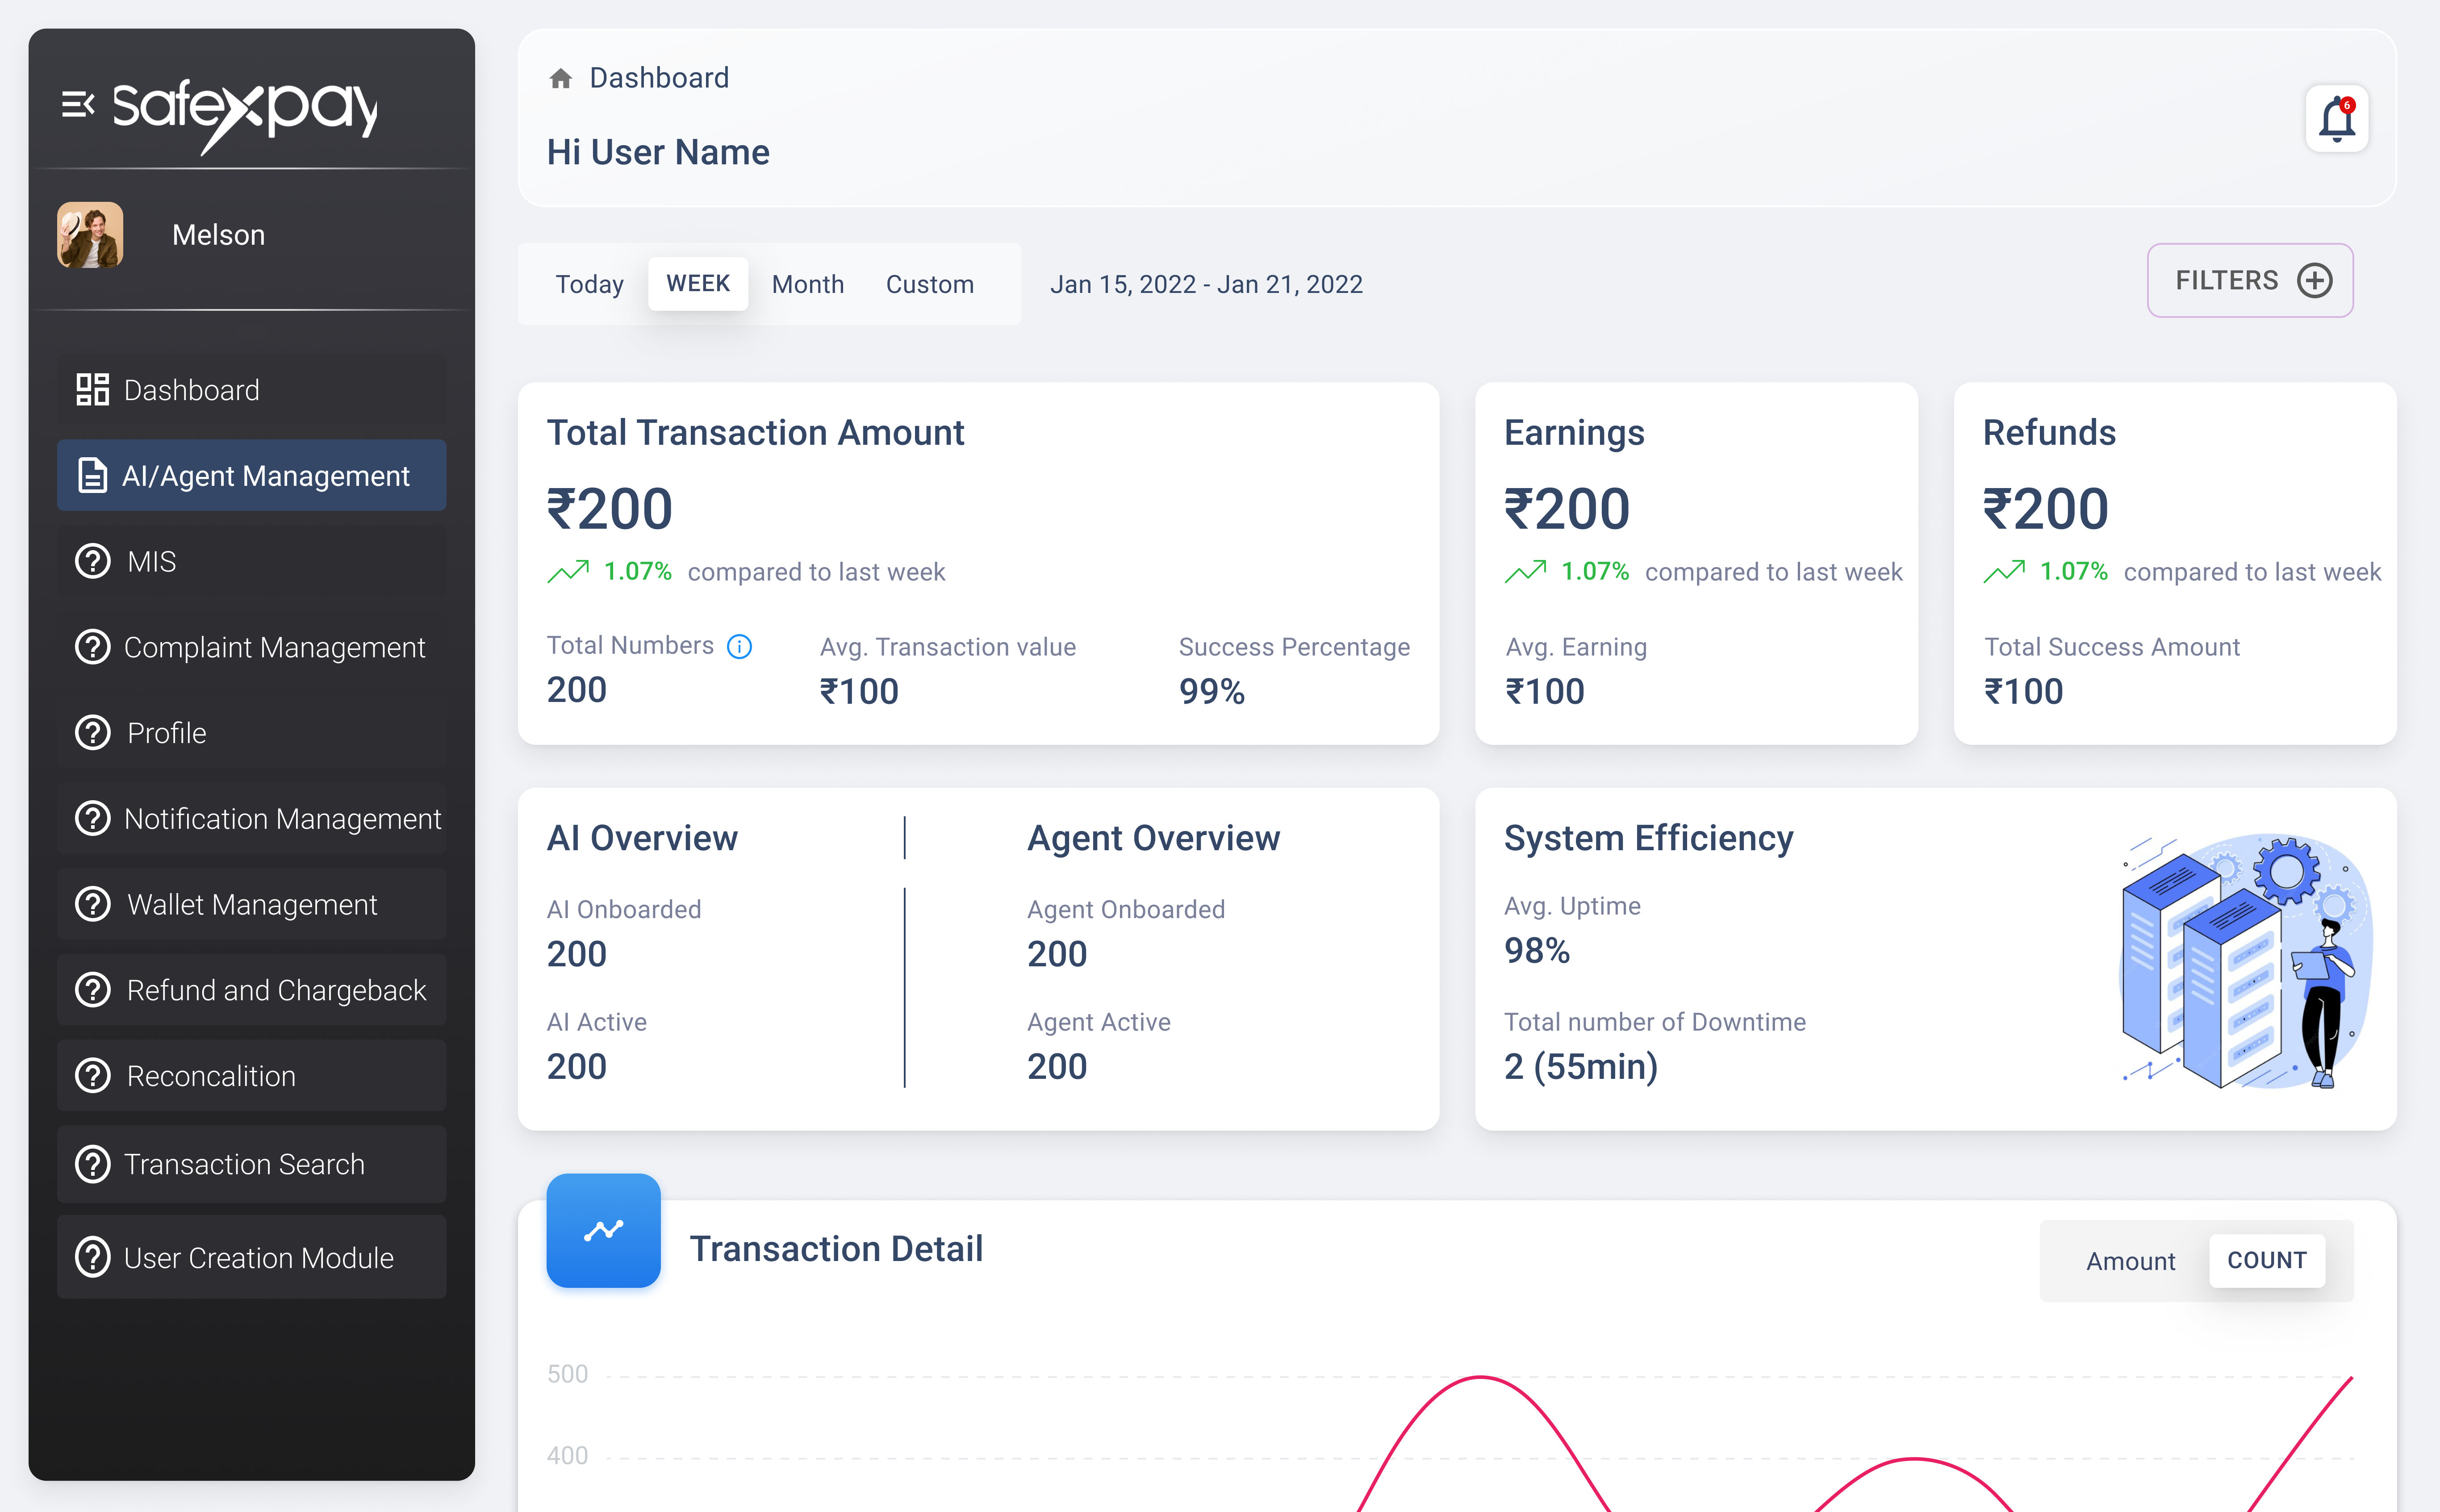 Safexpay
Melson
Dashboard
AI/Agent Management
MIS
Complaint Management
Profile
Notification Management
Wallet Management
Refund and Chargeback
Reconcalition
Transaction Search
User Creation Module
Dashboard
Hi User Name
6
Today WEEK Month Custom Jan 15, 2022 - Jan 21, 2022
FILTERS
Total Transaction Amount
₹200
1.07% compared to last week
Total Numbers Avg. Transaction value Success Percentage
200 ₹100 99%
Earnings
₹200
1.07% compared to last week
Avg. Earning
₹100
Refunds
₹200
1.07% compared to last week
Total Success Amount
₹100
AI Overview
AI Onboarded
200
AI Active
200
Agent Overview
Agent Onboarded
200
Agent Active
200
System Efficiency
Avg. Uptime
98%
Total number of Downtime
2 (55min)
Transaction Detail
Amount COUNT
500
400